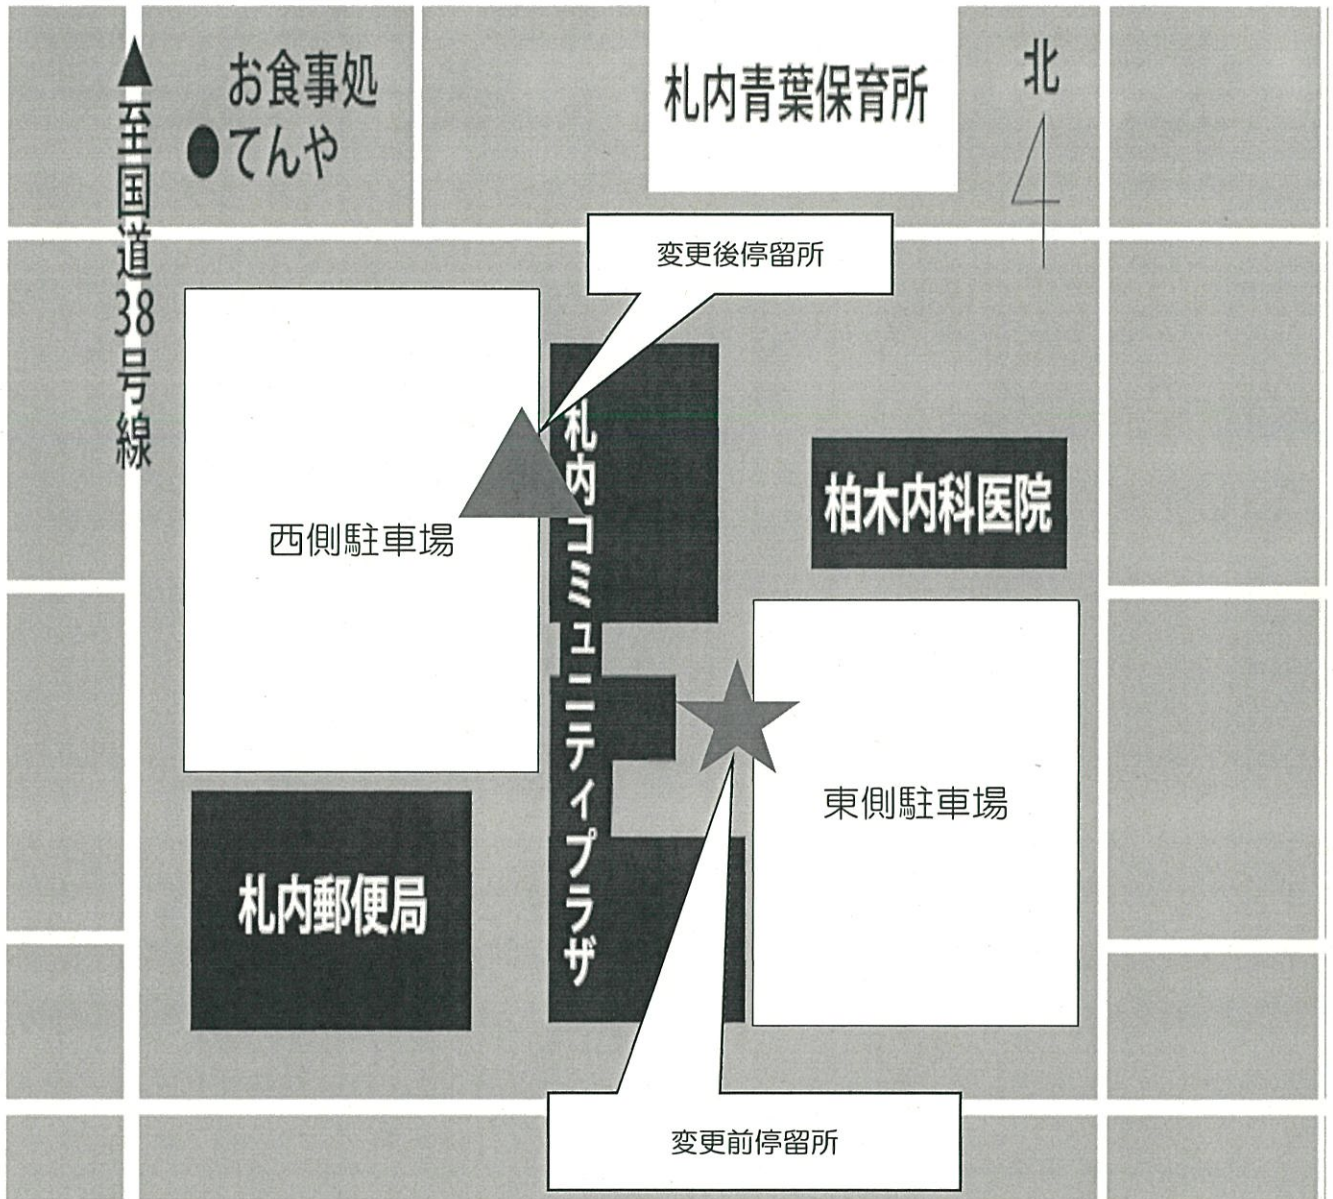 お食事処
●てんや
札内青葉保育所
北
▲至国道38号線
変更後停留所
札内コミュニティプラザ
柏木内科医院
西側駐車場
東側駐車場
札内郵便局
変更前停留所